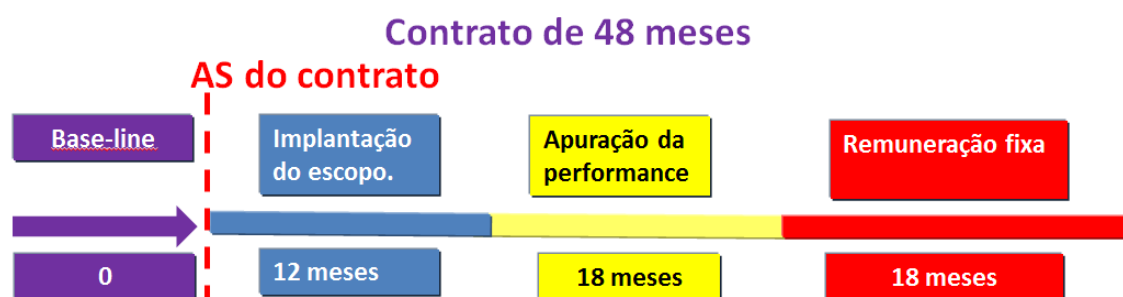 Contrato de 48 meses
AS do contrato
Base-line
Implantação
do escopo.
Apuração da
performance
Remuneração fixa
0
12 meses
18 meses
18 meses